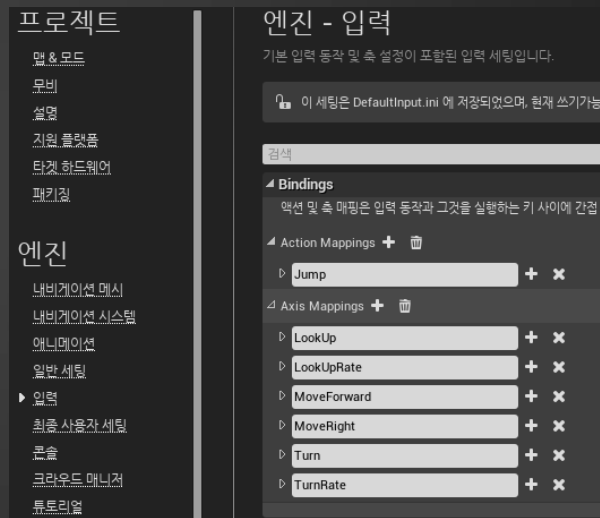 프로젝트
맵 & 모드
무비
설명
지원 플랫폼
타겟 하드웨어
패키징
엔진
내비게이션 메시
내비게이션 시스템
애니메이션
일반 세팅
입력
최종 사용자 세팅
콘솔
크라우드 매니저
튜토리얼
엔진 - 입력
기본 입력 동작 및 축 설정이 포함된 입력 세팅입니다.
이 세팅은 DefaultInput.ini 에 저장되었으며, 현재 쓰기가능
검색
Bindings
액션 및 축 매핑은 입력 동작과 그것을 실행하는 키 사이에 간접
Action Mappings
Jump
Axis Mappings
LookUp
LookUpRate
MoveForward
MoveRight
Turn
TurnRate